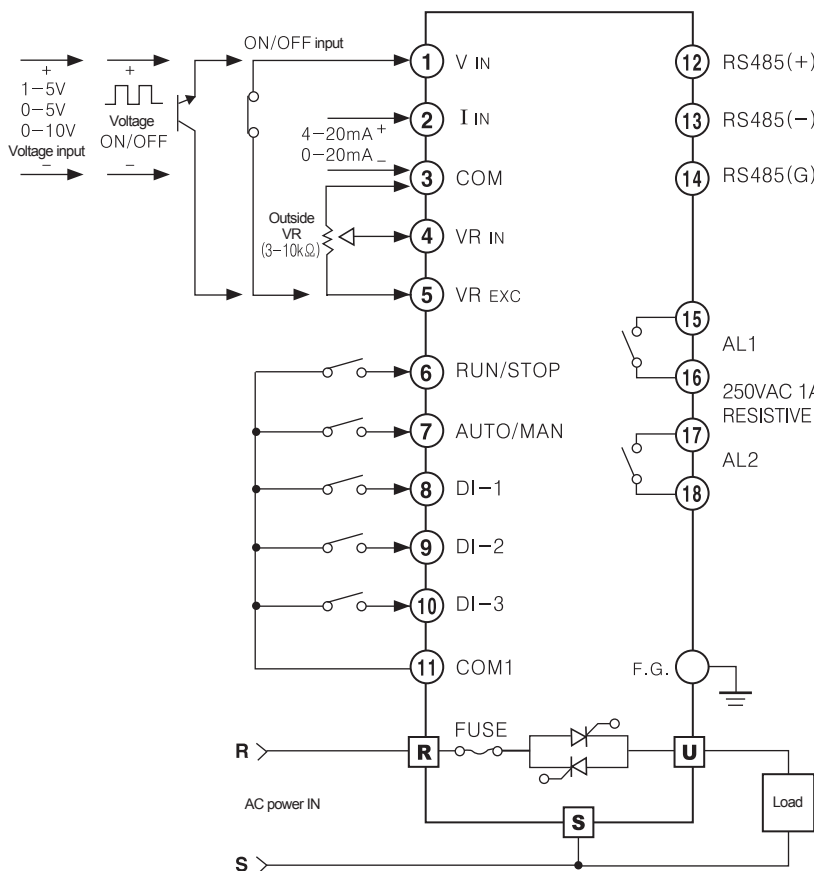 ON/OFF input
+
1-5V
0-5V
0-10V
Voltage input
-
+
Voltage
ON/OFF
-
4-20mA +
0-20mA -
Outside
VR
(3-10kΩ)
1 V IN
2 I IN
3 COM
4 VR IN
5 VR EXC
6 RUN/STOP
7 AUTO/MAN
8 DI-1
9 DI-2
10 DI-3
11 COM1
12 RS485(+)
13 RS485(-)
14 RS485(G)
15
AL1
16
250VAC 1A
RESISTIVE
17
AL2
18
F.G.
R
R
FUSE
U
AC power IN
Load
S
S